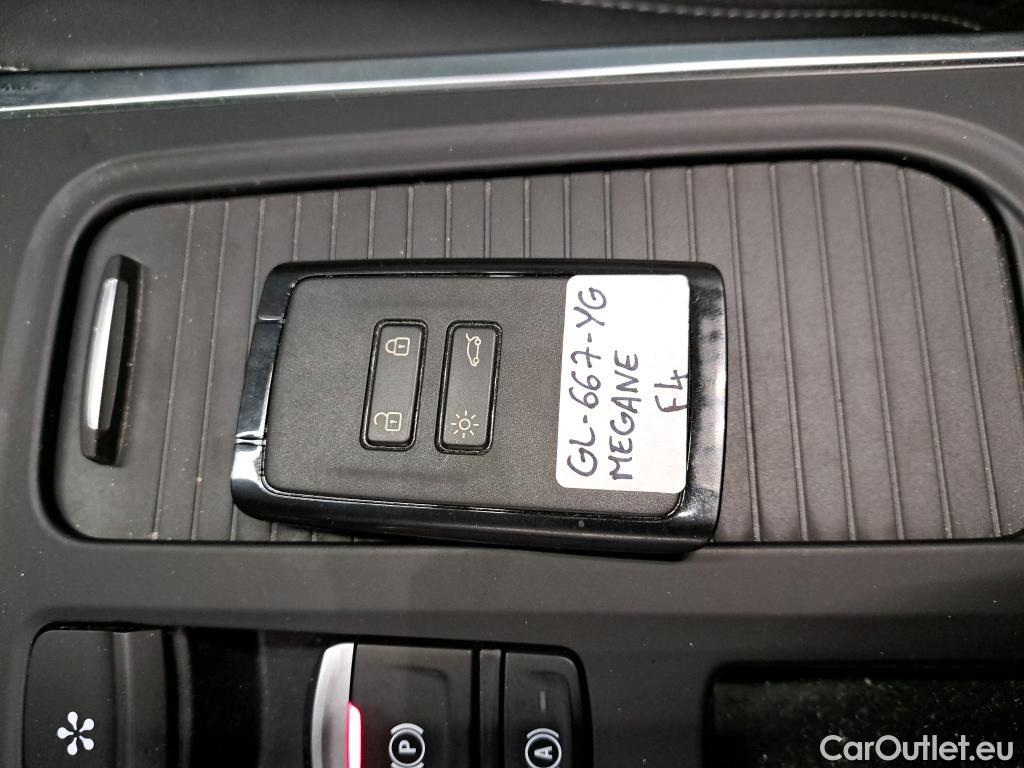 GL-667-YG
MEGANE
F4
(P)
(A)
CarOutlet.eu